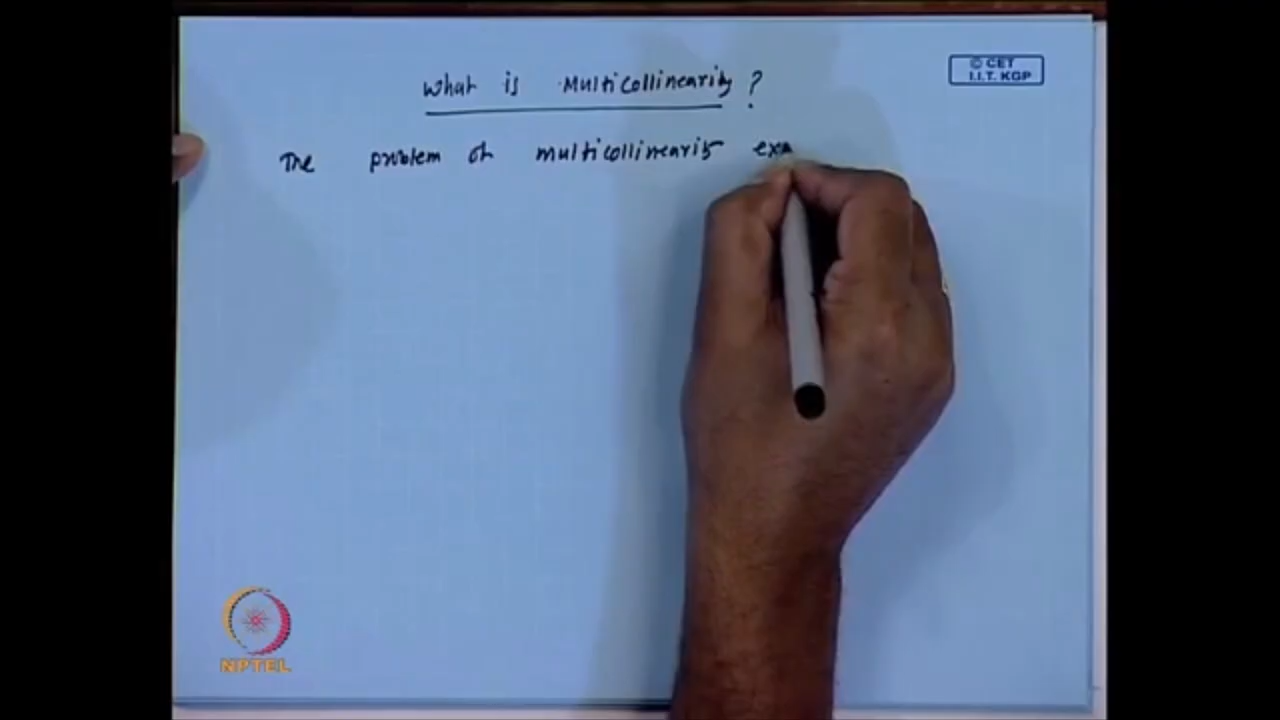 © CET
I.I.T. KGP
What is Multicollinearity ?
The problem of multicollinearity
NPTEL